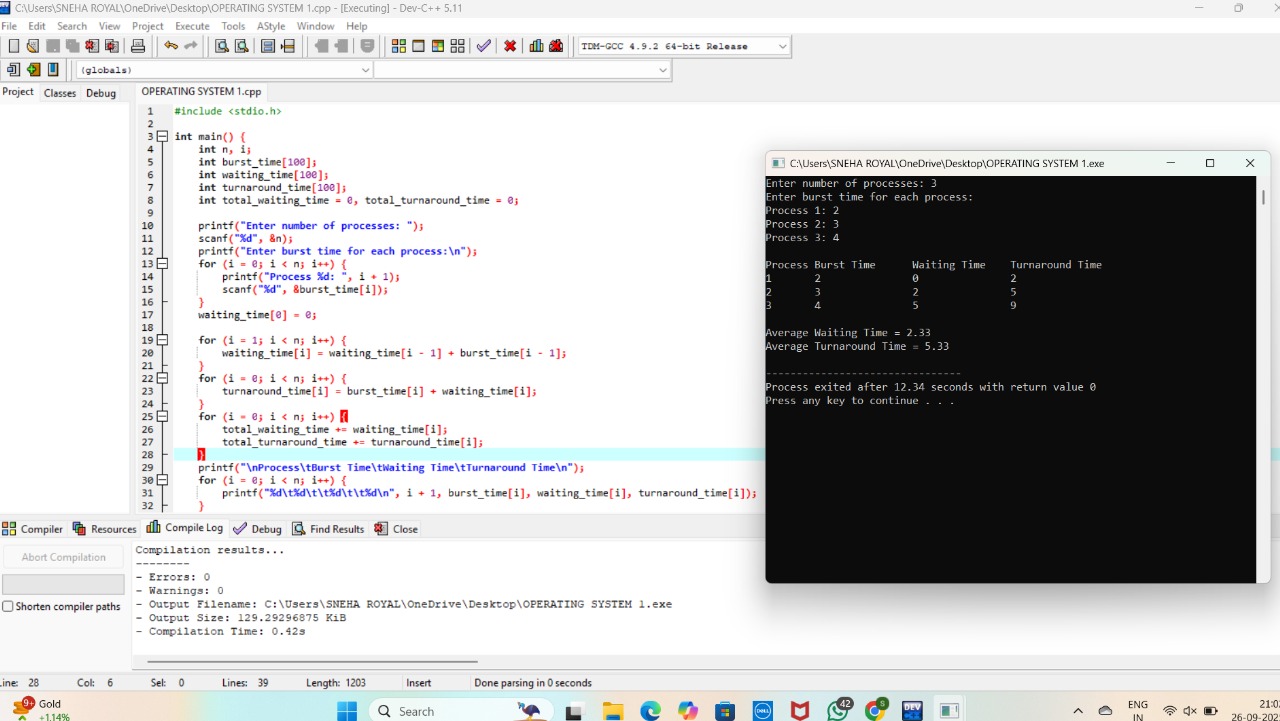 C:\Users\SNEHA ROYAL\OneDrive\Desktop\OPERATING SYSTEM 1.cpp - [Executing] - Dev-C++ 5.11
File Edit Search View Project Execute Tools AStyle Window Help
TDM-GCC 4.9.2 64-bit Release
(globals)
Project Classes Debug
OPERATING SYSTEM 1.cpp
1 #include <stdio.h>
2
3 int main() {
4 int n, i;
5 int burst_time[100];
6 int waiting_time[100];
7 int turnaround_time[100];
8 int total_waiting_time = 0, total_turnaround_time = 0;
9
10 printf("Enter number of processes: ");
11 scanf("%d", &n);
12 printf("Enter burst time for each process:\n");
13 for (i = 0; i < n; i++) {
14 printf("Process %d: ", i + 1);
15 scanf("%d", &burst_time[i]);
16 }
17 waiting_time[0] = 0;
18
19 for (i = 1; i < n; i++) {
20 waiting_time[i] = waiting_time[i - 1] + burst_time[i - 1];
21 }
22 for (i = 0; i < n; i++) {
23 turnaround_time[i] = burst_time[i] + waiting_time[i];
24 }
25 for (i = 0; i < n; i++) {
26 total_waiting_time += waiting_time[i];
27 total_turnaround_time += turnaround_time[i];
28 }
29 printf("\nProcess\tBurst Time\tWaiting Time\tTurnaround Time\n");
30 for (i = 0; i < n; i++) {
31 printf("%d\t%d\t\t%d\t\t%d\n", i + 1, burst_time[i], waiting_time[i], turnaround_time[i]);
32 }
C:\Users\SNEHA ROYAL\OneDrive\Desktop\OPERATING SYSTEM 1.exe
Enter number of processes: 3
Enter burst time for each process:
Process 1: 2
Process 2: 3
Process 3: 4
Process Burst Time Waiting Time Turnaround Time
1 2 0 2
2 3 2 5
3 4 5 9
Average Waiting Time = 2.33
Average Turnaround Time = 5.33
--------------------------------
Process exited after 12.34 seconds with return value 0
Press any key to continue . . .
Compiler Resources Compile Log Debug Find Results Close
Abort Compilation
Shorten compiler paths
Compilation results...
--------
- Errors: 0
- Warnings: 0
- Output Filename: C:\Users\SNEHA ROYAL\OneDrive\Desktop\OPERATING SYSTEM 1.exe
- Output Size: 129.29296875 KiB
- Compilation Time: 0.42s
Line: 28 Col: 6 Sel: 0 Lines: 39 Length: 1203 Insert Done parsing in 0 seconds
9+ Gold
+1.14%
Search
DELL
42
S
DEV
ENG
IN